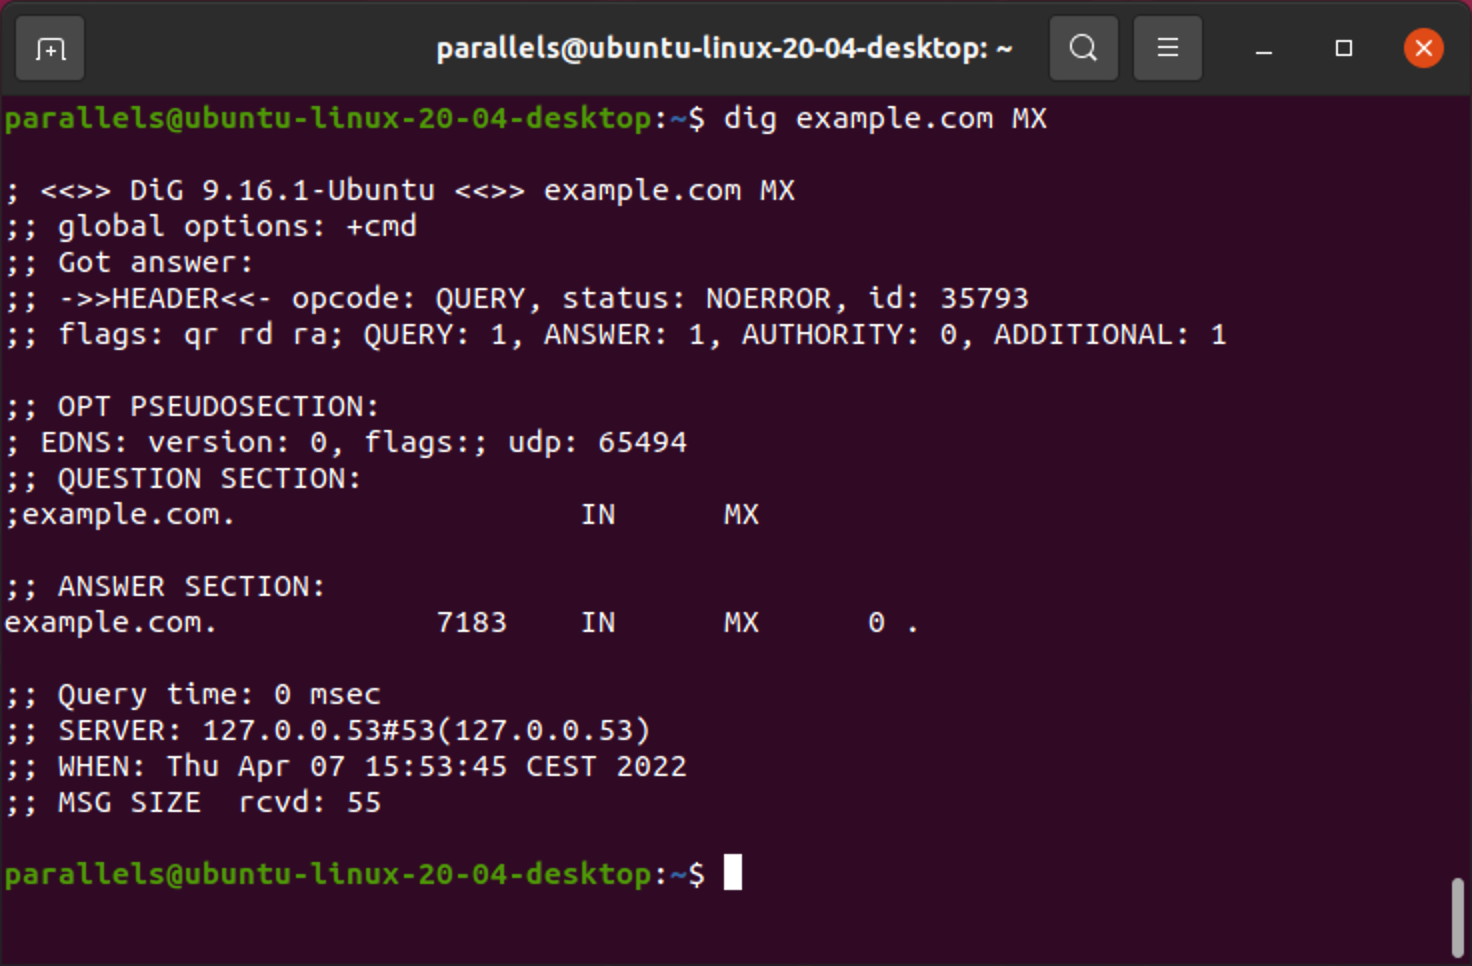 parallels@ubuntu-linux-20-04-desktop: ~
parallels@ubuntu-linux-20-04-desktop:~$ dig example.com MX
; <<>> DiG 9.16.1-Ubuntu <<>> example.com MX
;; global options: +cmd
;; Got answer:
;; ->>HEADER<<- opcode: QUERY, status: NOERROR, id: 35793
;; flags: qr rd ra; QUERY: 1, ANSWER: 1, AUTHORITY: 0, ADDITIONAL: 1
;; OPT PSEUDOSECTION:
; EDNS: version: 0, flags:; udp: 65494
;; QUESTION SECTION:
;example.com. IN MX
;; ANSWER SECTION:
example.com. 7183 IN MX 0 .
;; Query time: 0 msec
;; SERVER: 127.0.0.53#53(127.0.0.53)
;; WHEN: Thu Apr 07 15:53:45 CEST 2022
;; MSG SIZE  rcvd: 55
parallels@ubuntu-linux-20-04-desktop:~$